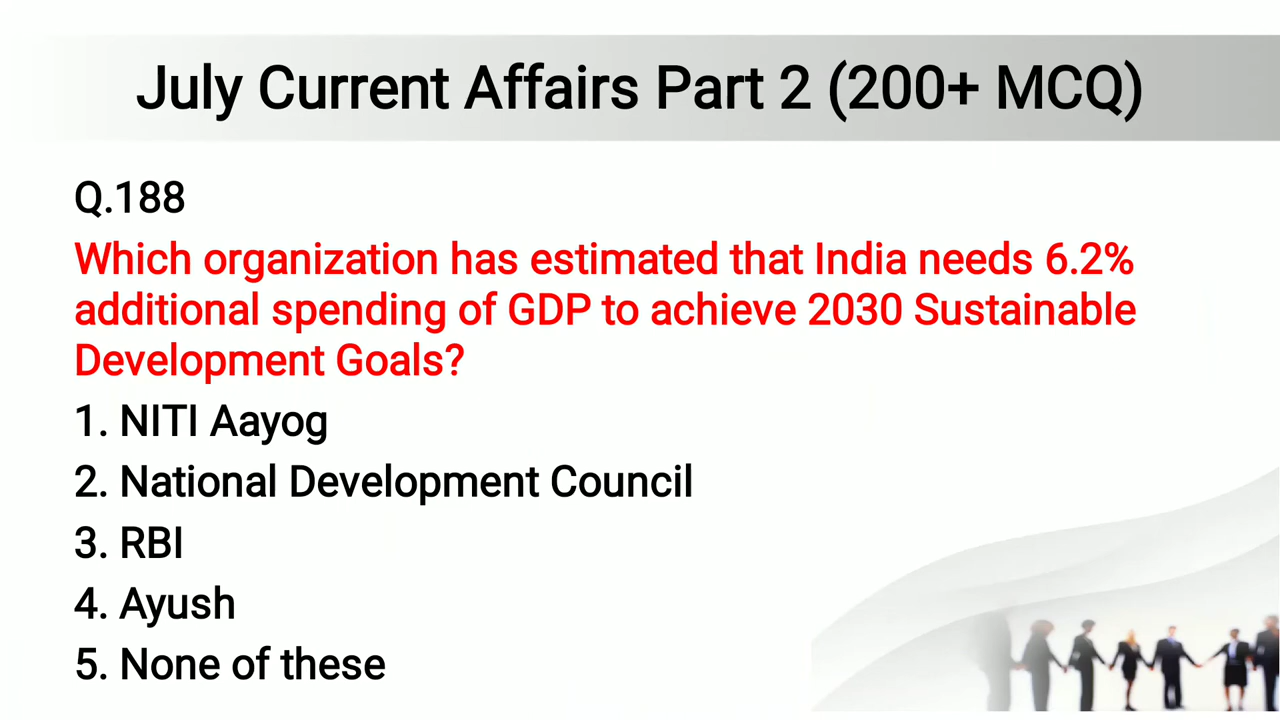 July Current Affairs Part 2 (200+ MCQ)
Q.188
Which organization has estimated that India needs 6.2%
additional spending of GDP to achieve 2030 Sustainable
Development Goals?
1. NITI Aayog
2. National Development Council
3. RBI
4. Ayush
5. None of these